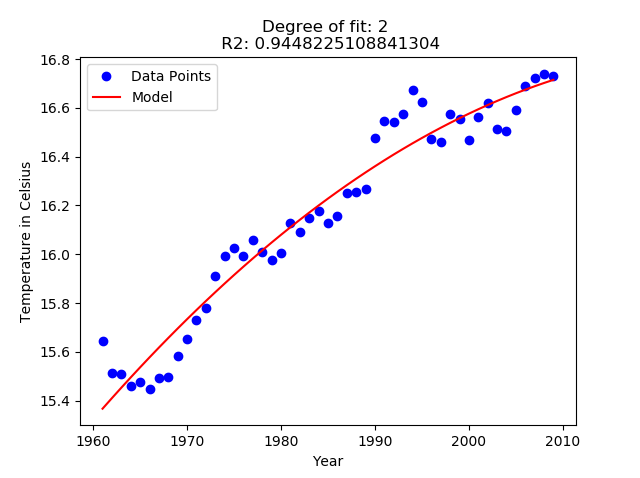 Degree of fit: 2
R2: 0.9448225108841304
Data Points
Model
Temperature in Celsius
16.8
16.6
16.4
16.2
16.0
15.8
15.6
15.4
1960 1970 1980 1990 2000 2010
Year